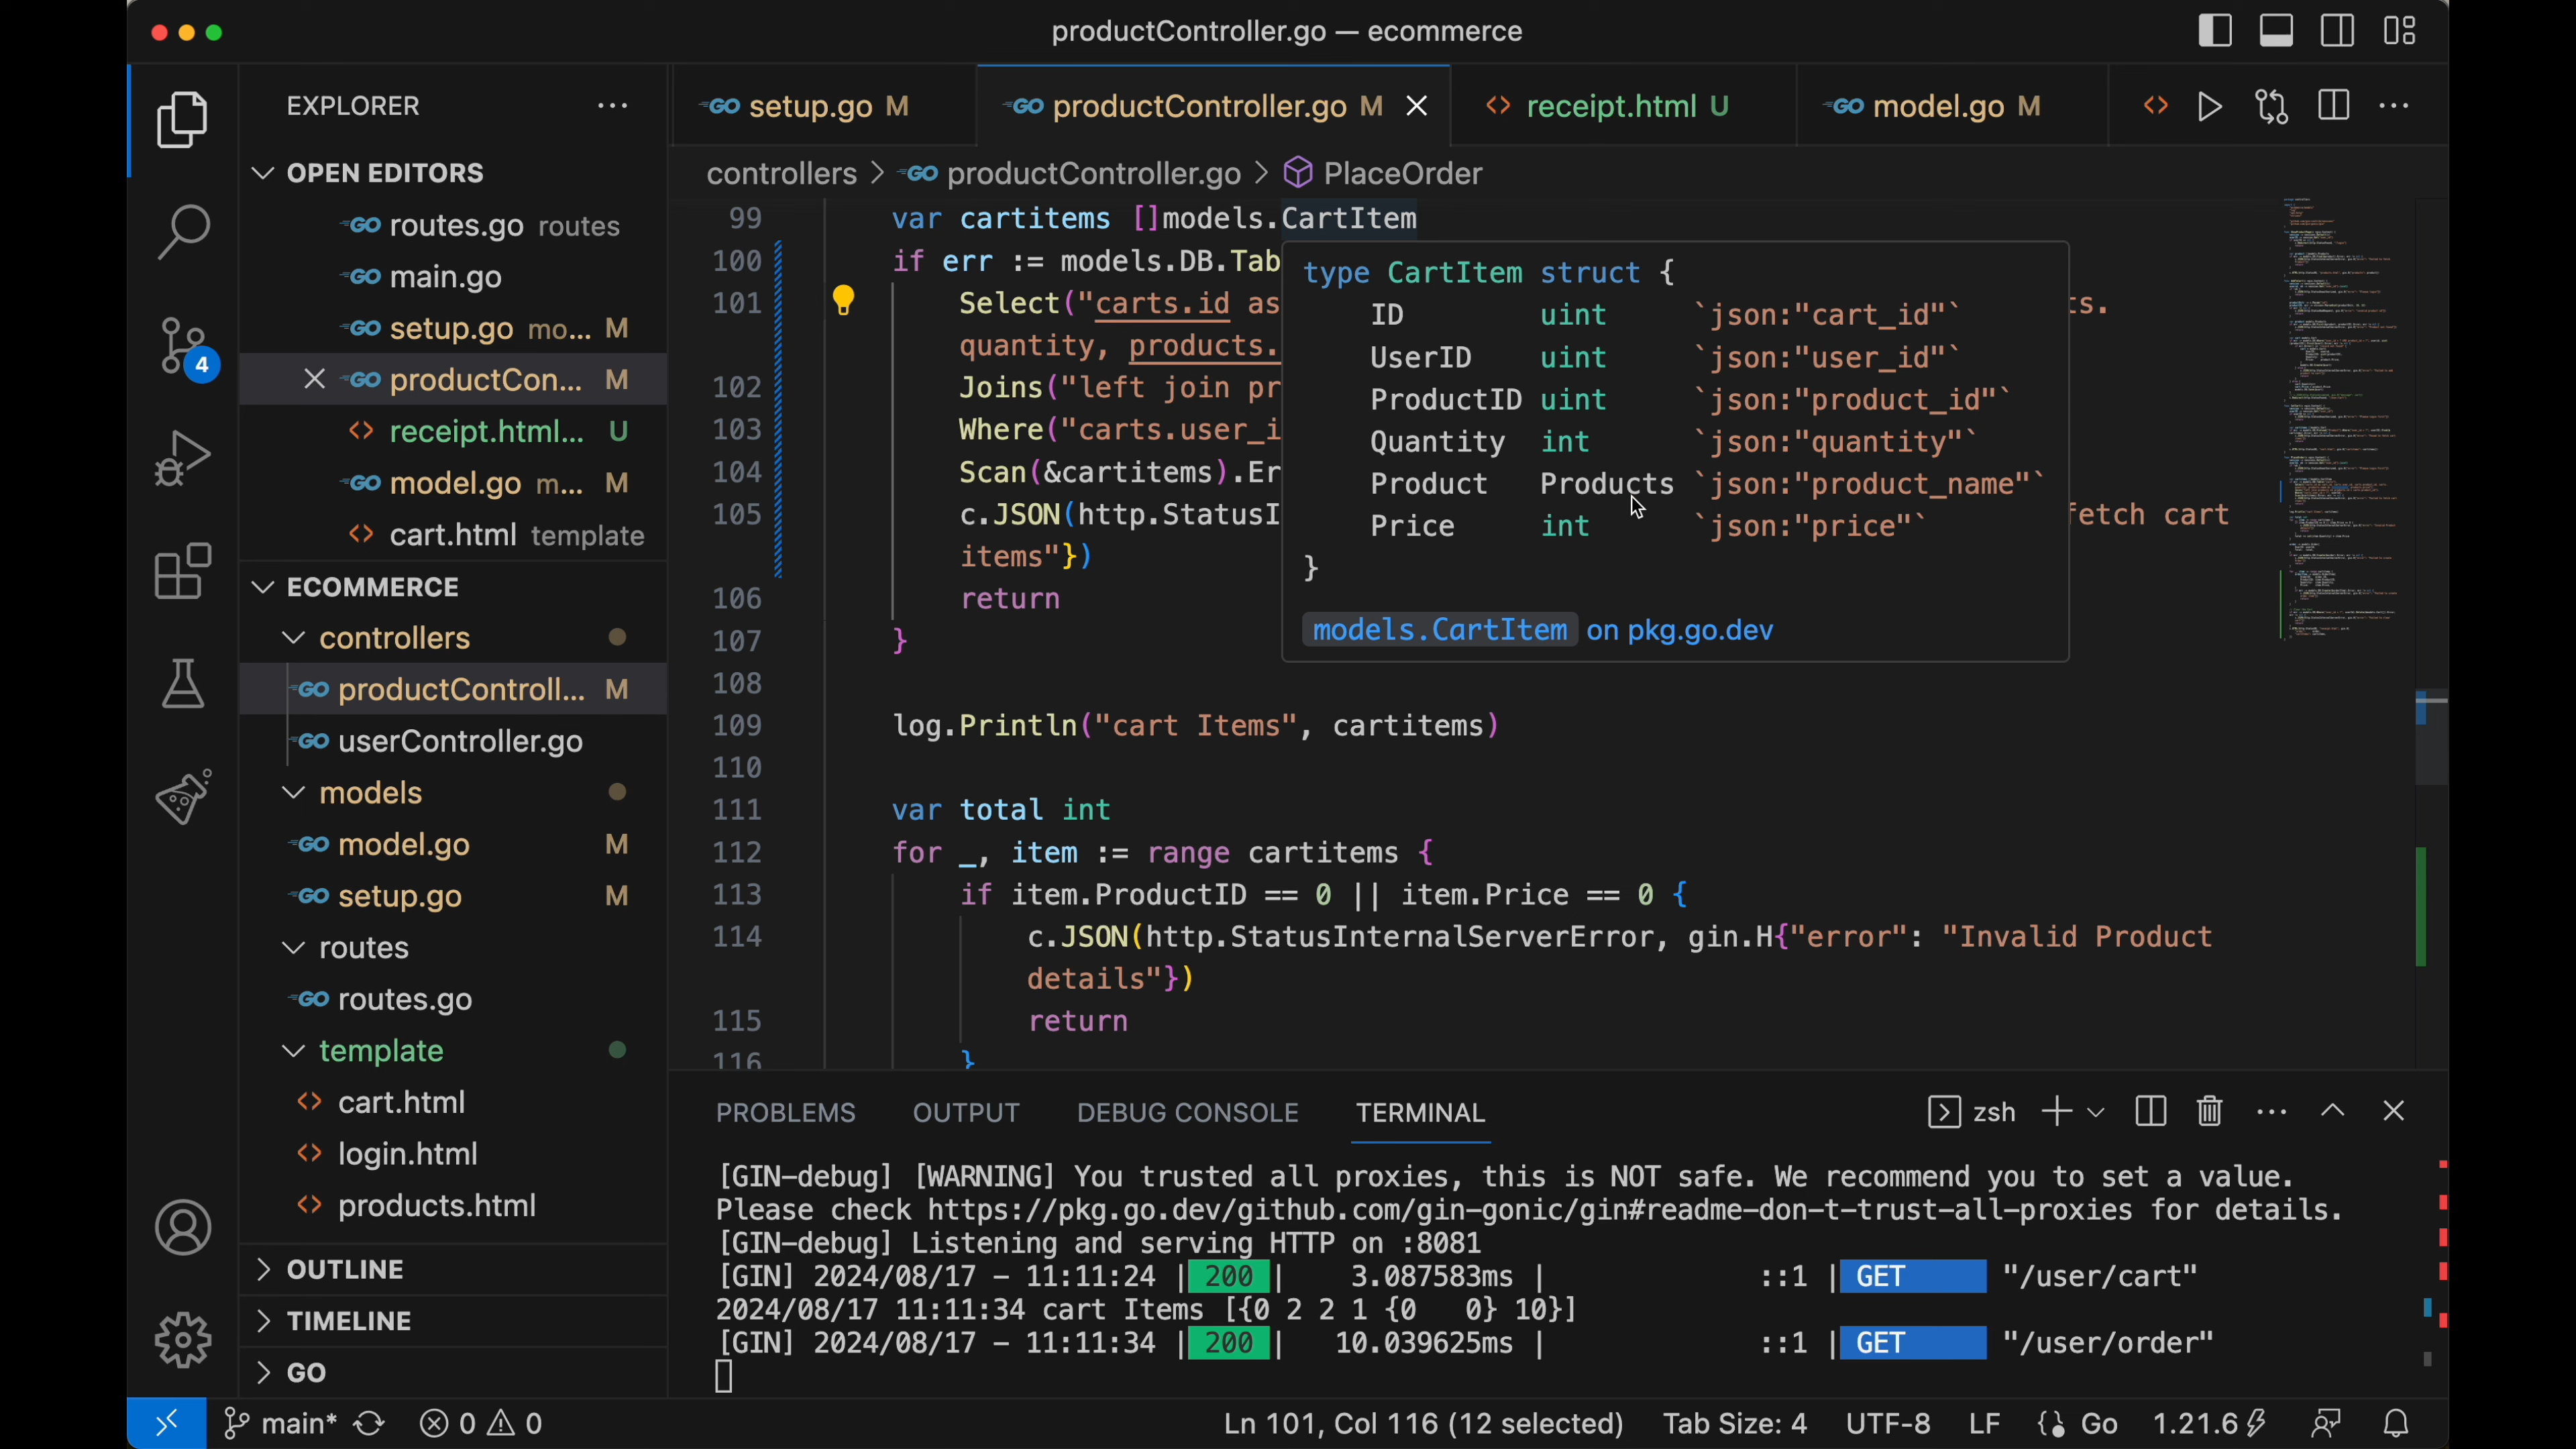 productController.go — ecommerce
EXPLORER
OPEN EDITORS
routes.go routes
main.go
setup.go mo... M
productCon... M
receipt.html... U
model.go m... M
cart.html template
ECOMMERCE
controllers
productControll... M
userController.go
models
model.go M
setup.go M
routes
routes.go
template
cart.html
login.html
products.html
OUTLINE
TIMELINE
GO
4
setup.go M
productController.go M
receipt.html U
model.go M
controllers > productController.go > PlaceOrder
99 var cartitems []models.CartItem
100 if err := models.DB.Tab
101 Select("carts.id as ts.
quantity, products.
102 Joins("left join pr
103 Where("carts.user_i
104 Scan(&cartitems).Er
105 c.JSON(http.StatusI fetch cart
items"})
106 return
107 }
108
109 log.Println("cart Items", cartitems)
110
111 var total int
112 for _, item := range cartitems {
113 if item.ProductID == 0 || item.Price == 0 {
114 c.JSON(http.StatusInternalServerError, gin.H{"error": "Invalid Product
details"})
115 return
116 }
type CartItem struct {
ID uint `json:"cart_id"`
UserID uint `json:"user_id"`
ProductID uint `json:"product_id"`
Quantity int `json:"quantity"`
Product Products `json:"product_name"`
Price int `json:"price"`
}
models.CartItem on pkg.go.dev
PROBLEMS OUTPUT DEBUG CONSOLE TERMINAL
zsh
[GIN-debug] [WARNING] You trusted all proxies, this is NOT safe. We recommend you to set a value.
Please check https://pkg.go.dev/github.com/gin-gonic/gin#readme-don-t-trust-all-proxies for details.
[GIN-debug] Listening and serving HTTP on :8081
[GIN] 2024/08/17 - 11:11:24 | 200 | 3.087583ms | ::1 | GET "/user/cart"
2024/08/17 11:11:34 cart Items [{0 2 2 1 {0   0} 10}]
[GIN] 2024/08/17 - 11:11:34 | 200 | 10.039625ms | ::1 | GET "/user/order"
main* 0 0 Ln 101, Col 116 (12 selected) Tab Size: 4 UTF-8 LF Go 1.21.6